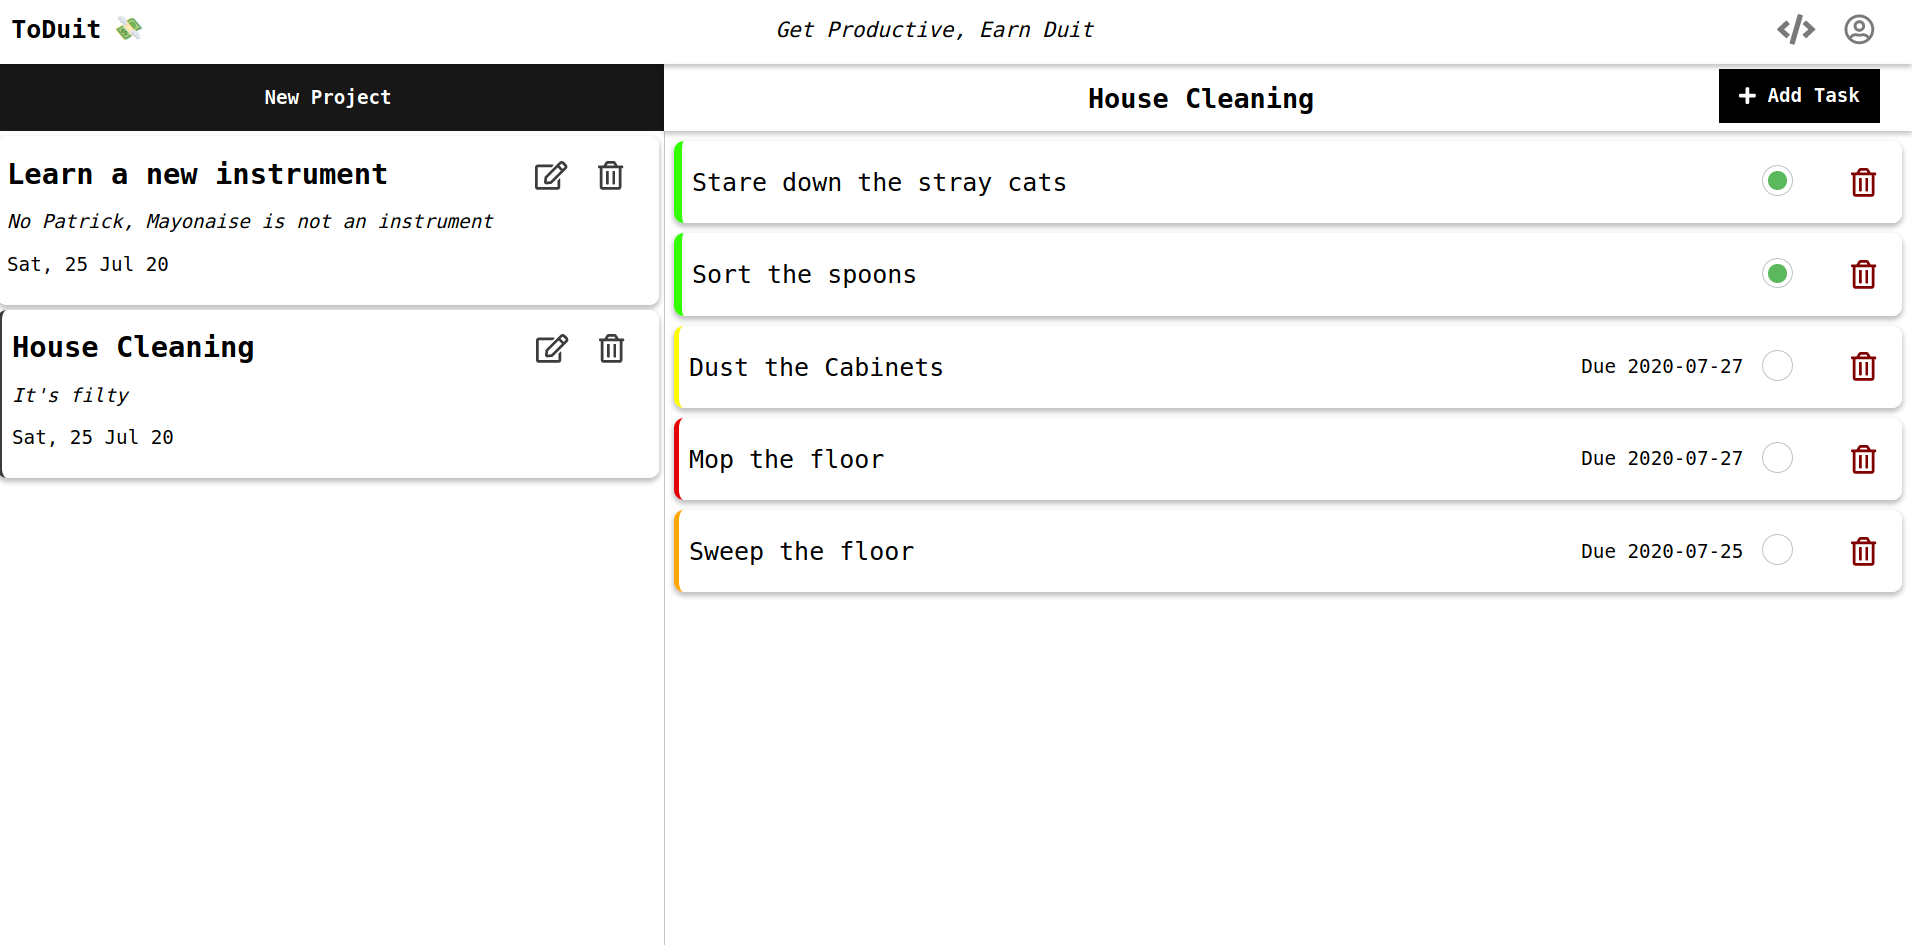 ToDuit 💸
Get Productive, Earn Duit
New Project
Learn a new instrument
No Patrick, Mayonaise is not an instrument
Sat, 25 Jul 20
House Cleaning
It's filty
Sat, 25 Jul 20
House Cleaning
+ Add Task
Stare down the stray cats
Sort the spoons
Dust the Cabinets Due 2020-07-27
Mop the floor Due 2020-07-27
Sweep the floor Due 2020-07-25